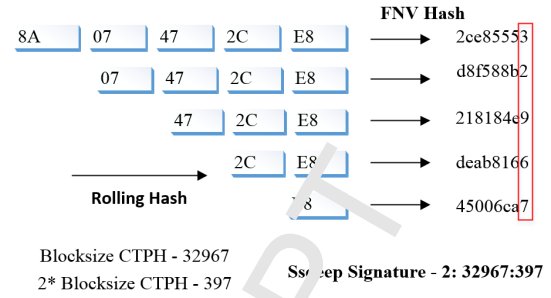 FNV Hash
8A 07 47 2C E8 2ce85553
07 47 2C E8 d8f588b2
47 2C E8 218184e9
2C E8 deab8166
45006ca7
Rolling Hash
Blocksize CTPH - 32967
2* Blocksize CTPH - 397
Signature - 2: 32967:397